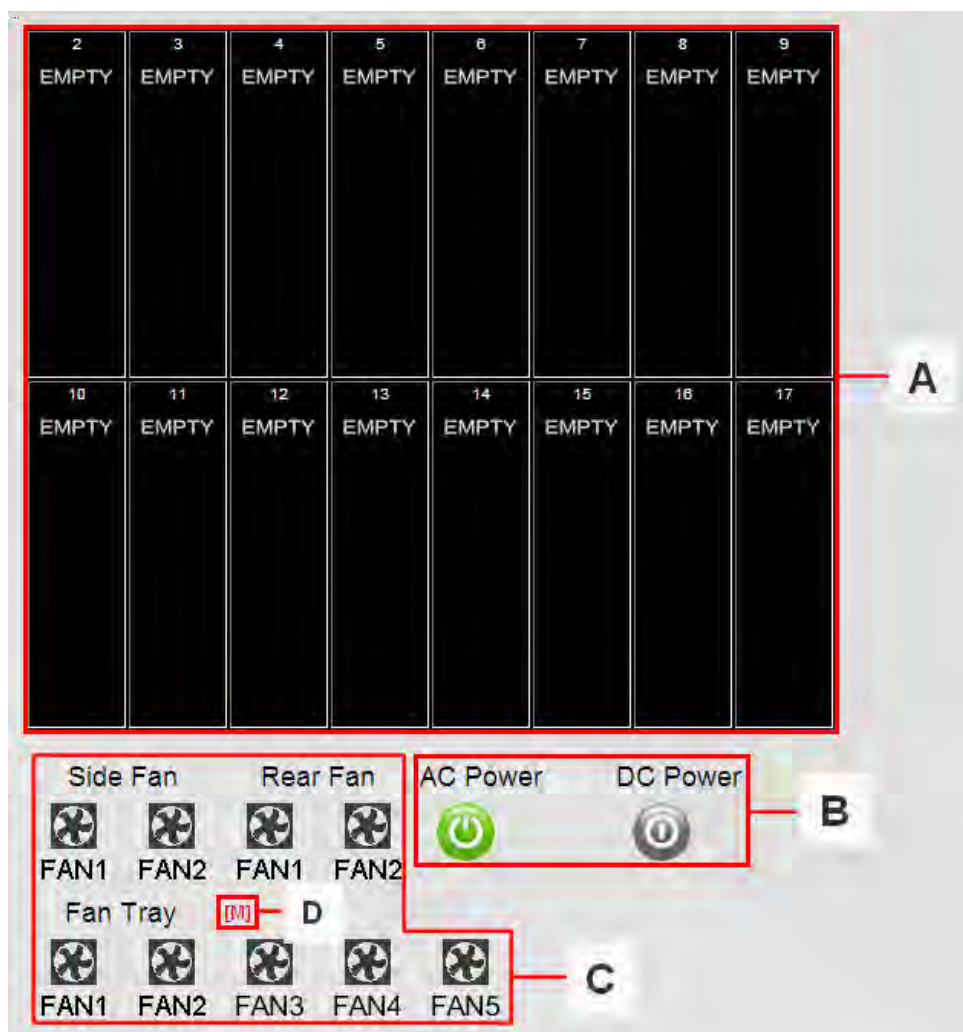 2 3 4 5 6 7 8 9
EMPTY EMPTY EMPTY EMPTY EMPTY EMPTY EMPTY EMPTY
A
10 11 12 13 14 15 16 17
EMPTY EMPTY EMPTY EMPTY EMPTY EMPTY EMPTY EMPTY
Side Fan Rear Fan AC Power DC Power
B
FAN1 FAN2 FAN1 FAN2
Fan Tray [M] D
C
FAN1 FAN2 FAN3 FAN4 FAN5